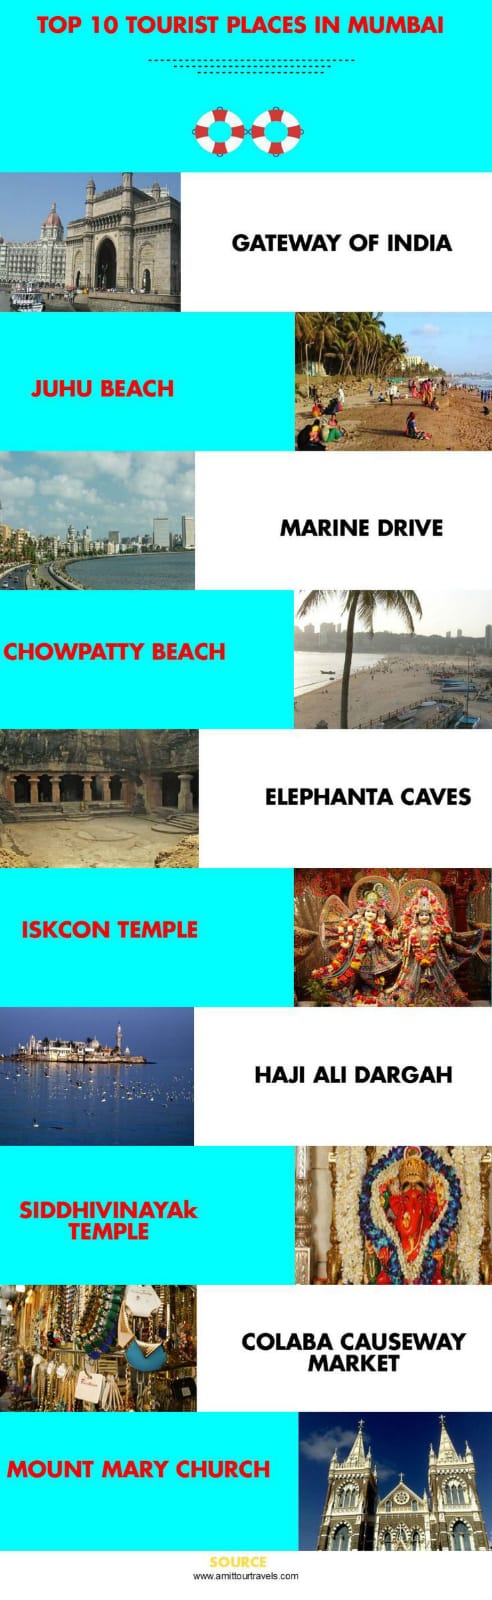 TOP 10 TOURIST PLACES IN MUMBAI
GATEWAY OF INDIA
JUHU BEACH
MARINE DRIVE
CHOWPATTY BEACH
ELEPHANTA CAVES
ISKCON TEMPLE
HAJI ALI DARGAH
SIDDHIVINAYAk
TEMPLE
COLABA CAUSEWAY
MARKET
MOUNT MARY CHURCH
SOURCE
www.amittourtravels.com